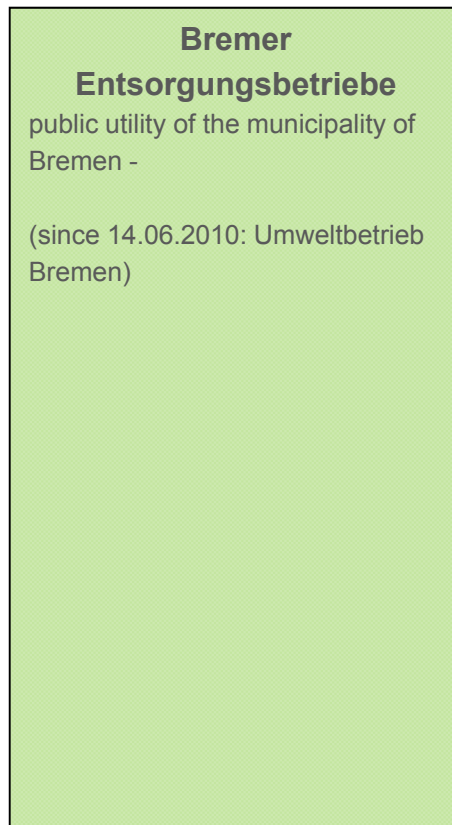 Bremer
Entsorgungsbetriebe
public utility of the municipality of
Bremen -
(since 14.06.2010: Umweltbetrieb
Bremen)